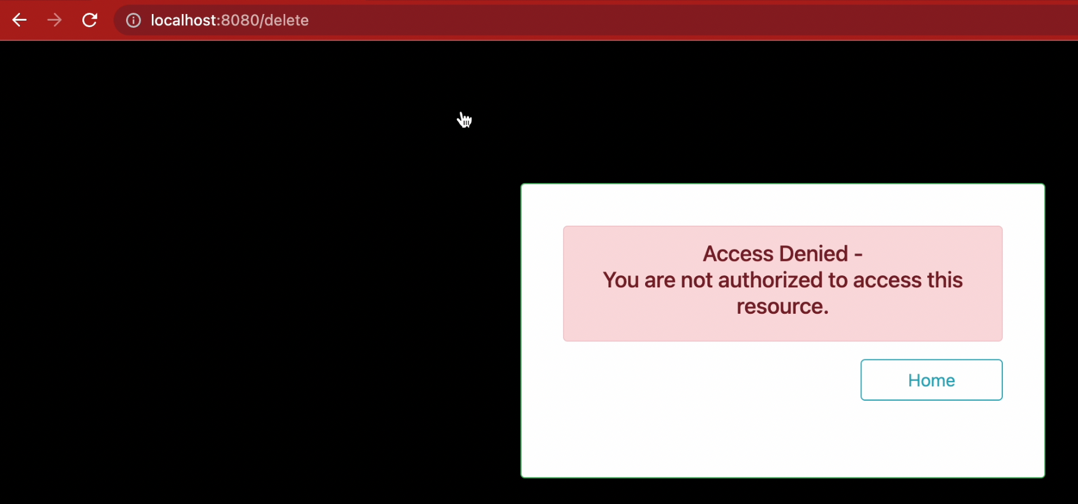 localhost:8080/delete
Access Denied -
You are not authorized to access this
resource.
Home